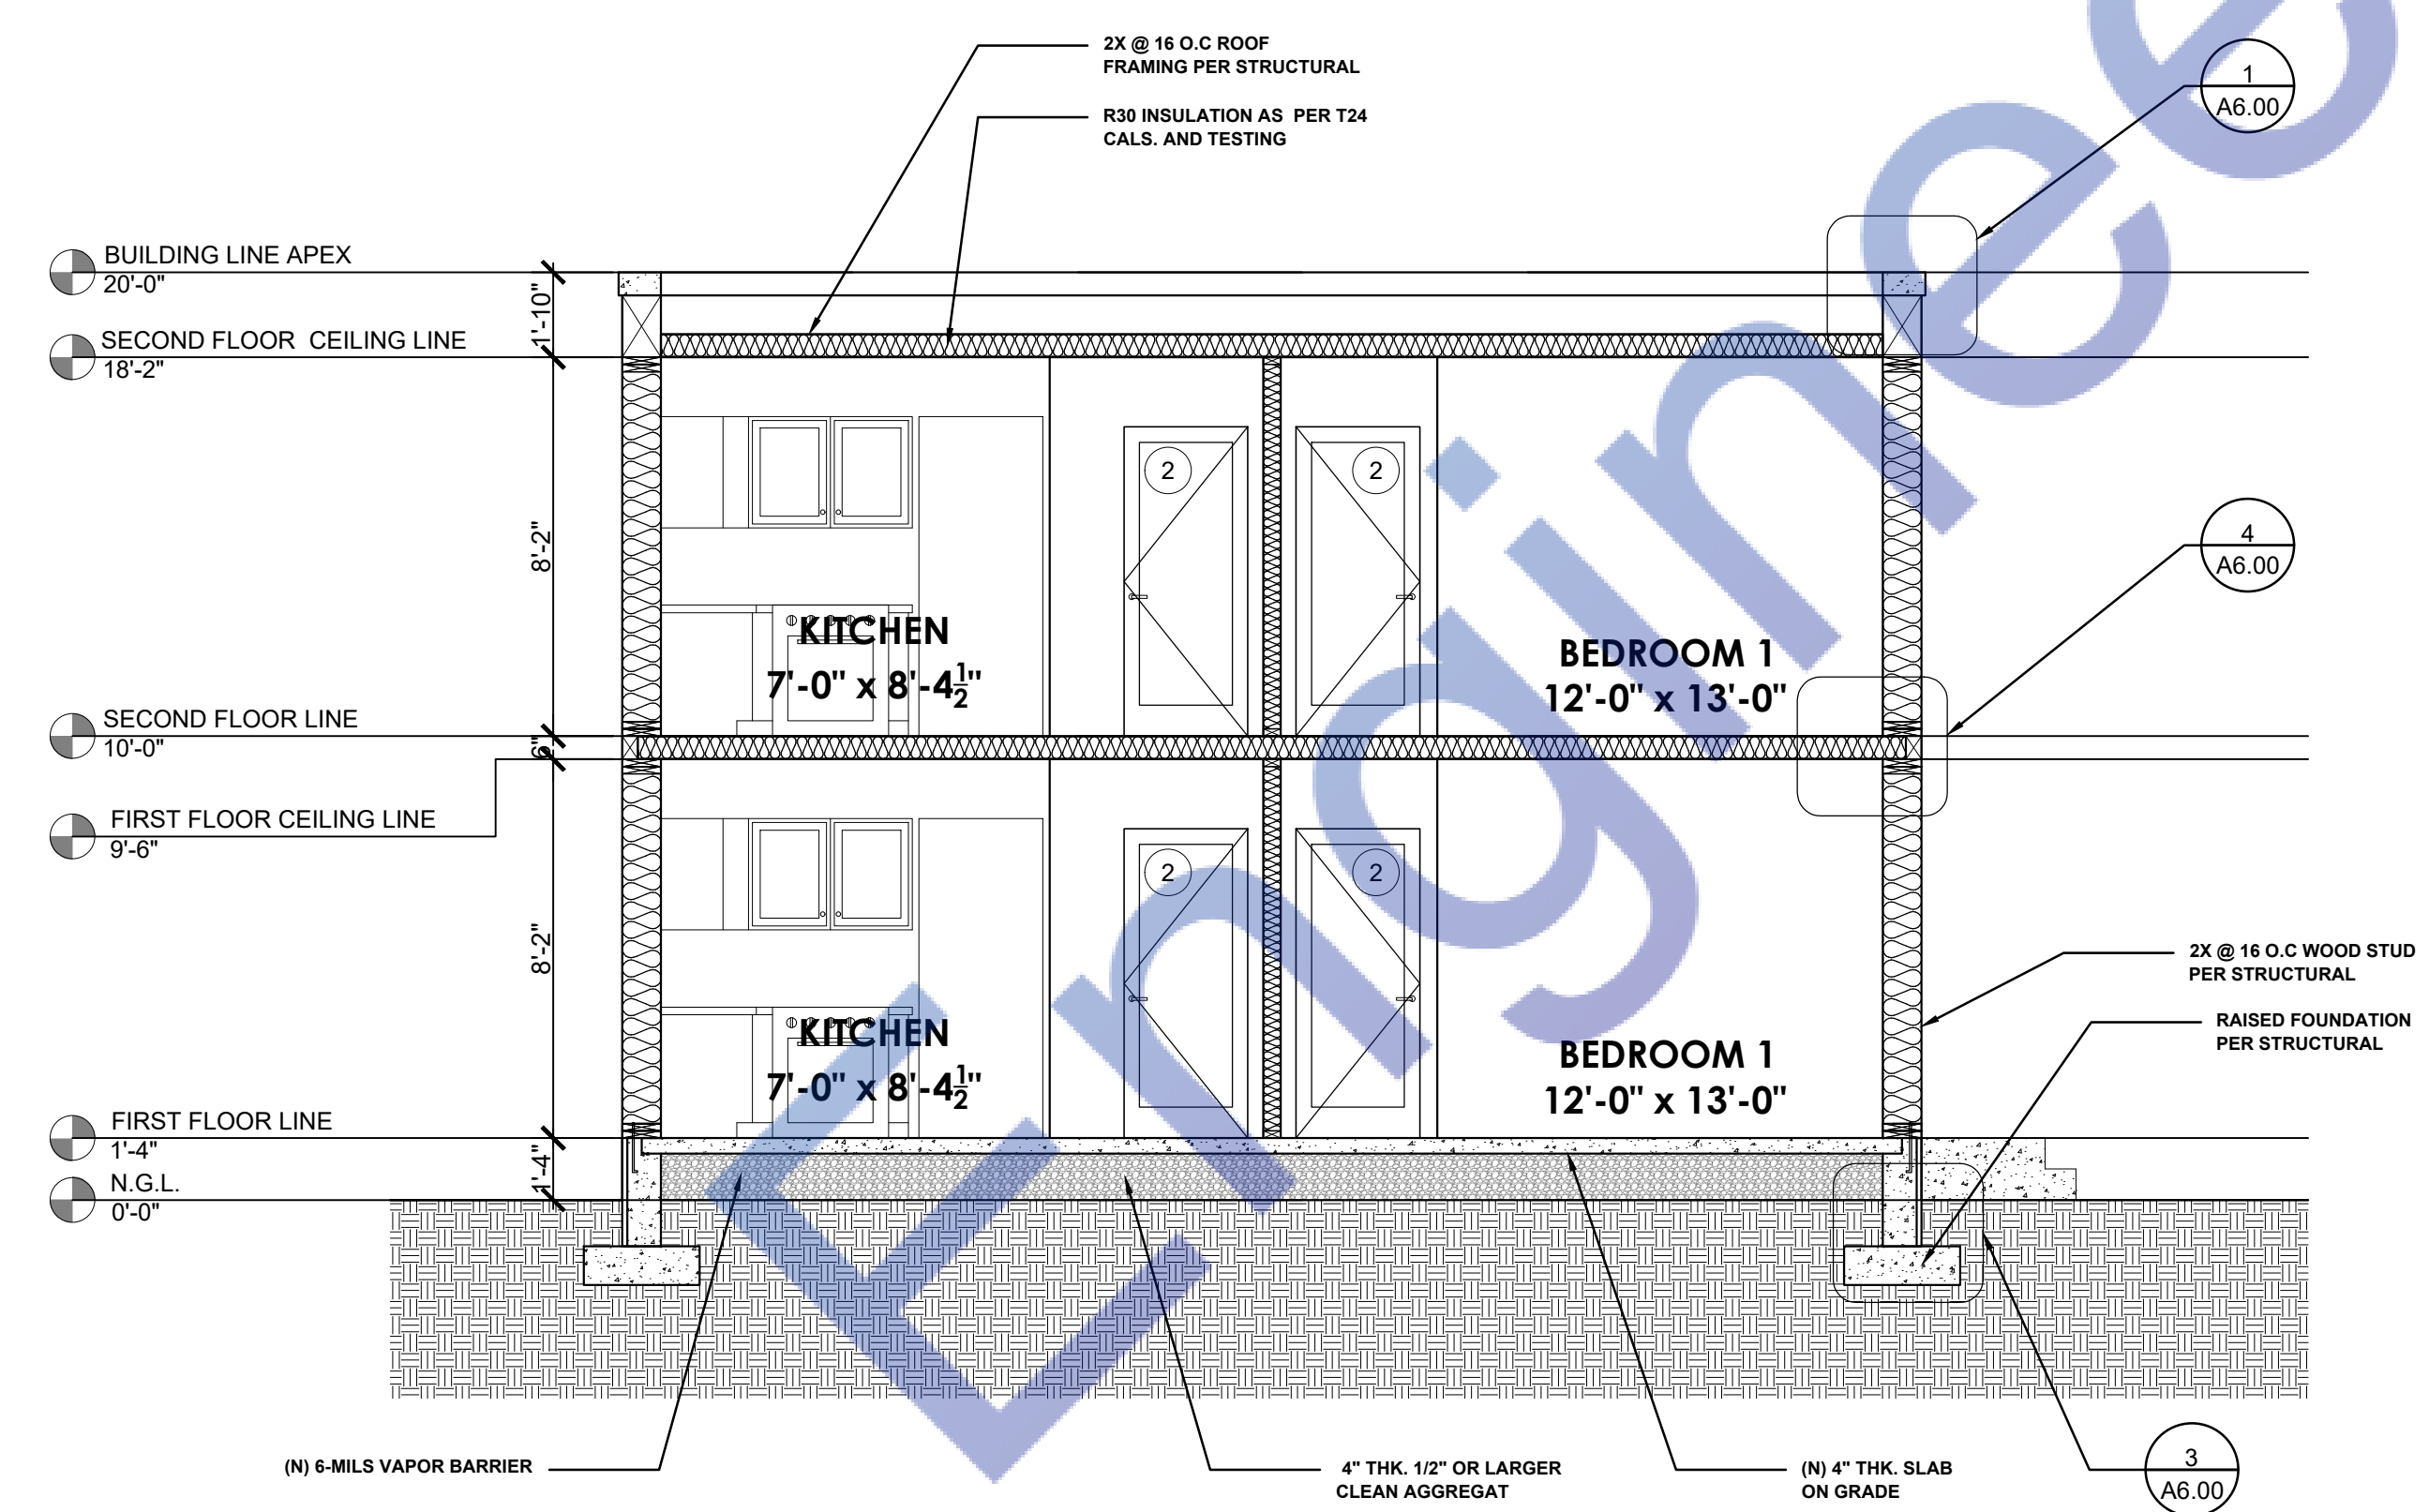 2X @ 16 O.C ROOF
FRAMING PER STRUCTURAL
R30 INSULATION AS  PER T24
CALS. AND TESTING
1
A6.00
BUILDING LINE APEX
20'-0"
1'-10"
SECOND FLOOR  CEILING LINE
18'-2"
2
2
8'-2"
4
A6.00
KITCHEN
7'-0" x 8'-4½"
BEDROOM 1
12'-0" x 13'-0"
SECOND FLOOR LINE
10'-0"
6"
FIRST FLOOR CEILING LINE
9'-6"
2
2
8'-2"
2X @ 16 O.C WOOD STUD
PER STRUCTURAL
RAISED FOUNDATION
PER STRUCTURAL
KITCHEN
7'-0" x 8'-4½"
BEDROOM 1
12'-0" x 13'-0"
FIRST FLOOR LINE
1'-4"
1'-4"
N.G.L.
0'-0"
(N) 6-MILS VAPOR BARRIER
4" THK. 1/2" OR LARGER
CLEAN AGGREGAT
(N) 4" THK. SLAB
ON GRADE
3
A6.00
Enginee